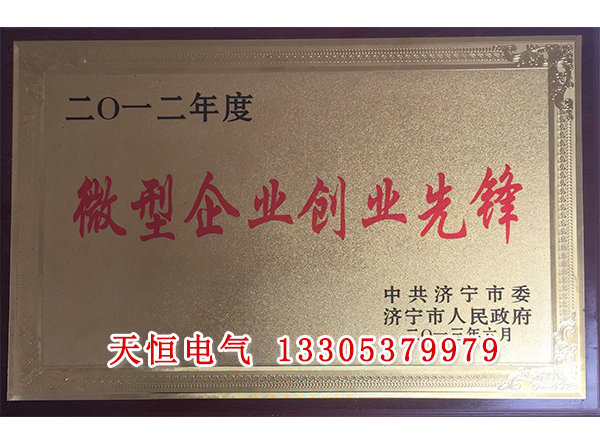 二〇一二年度
微型企业创业先锋
中共济宁市委
济宁市人民政府
二〇一三年六月
天恒电气 13305379979